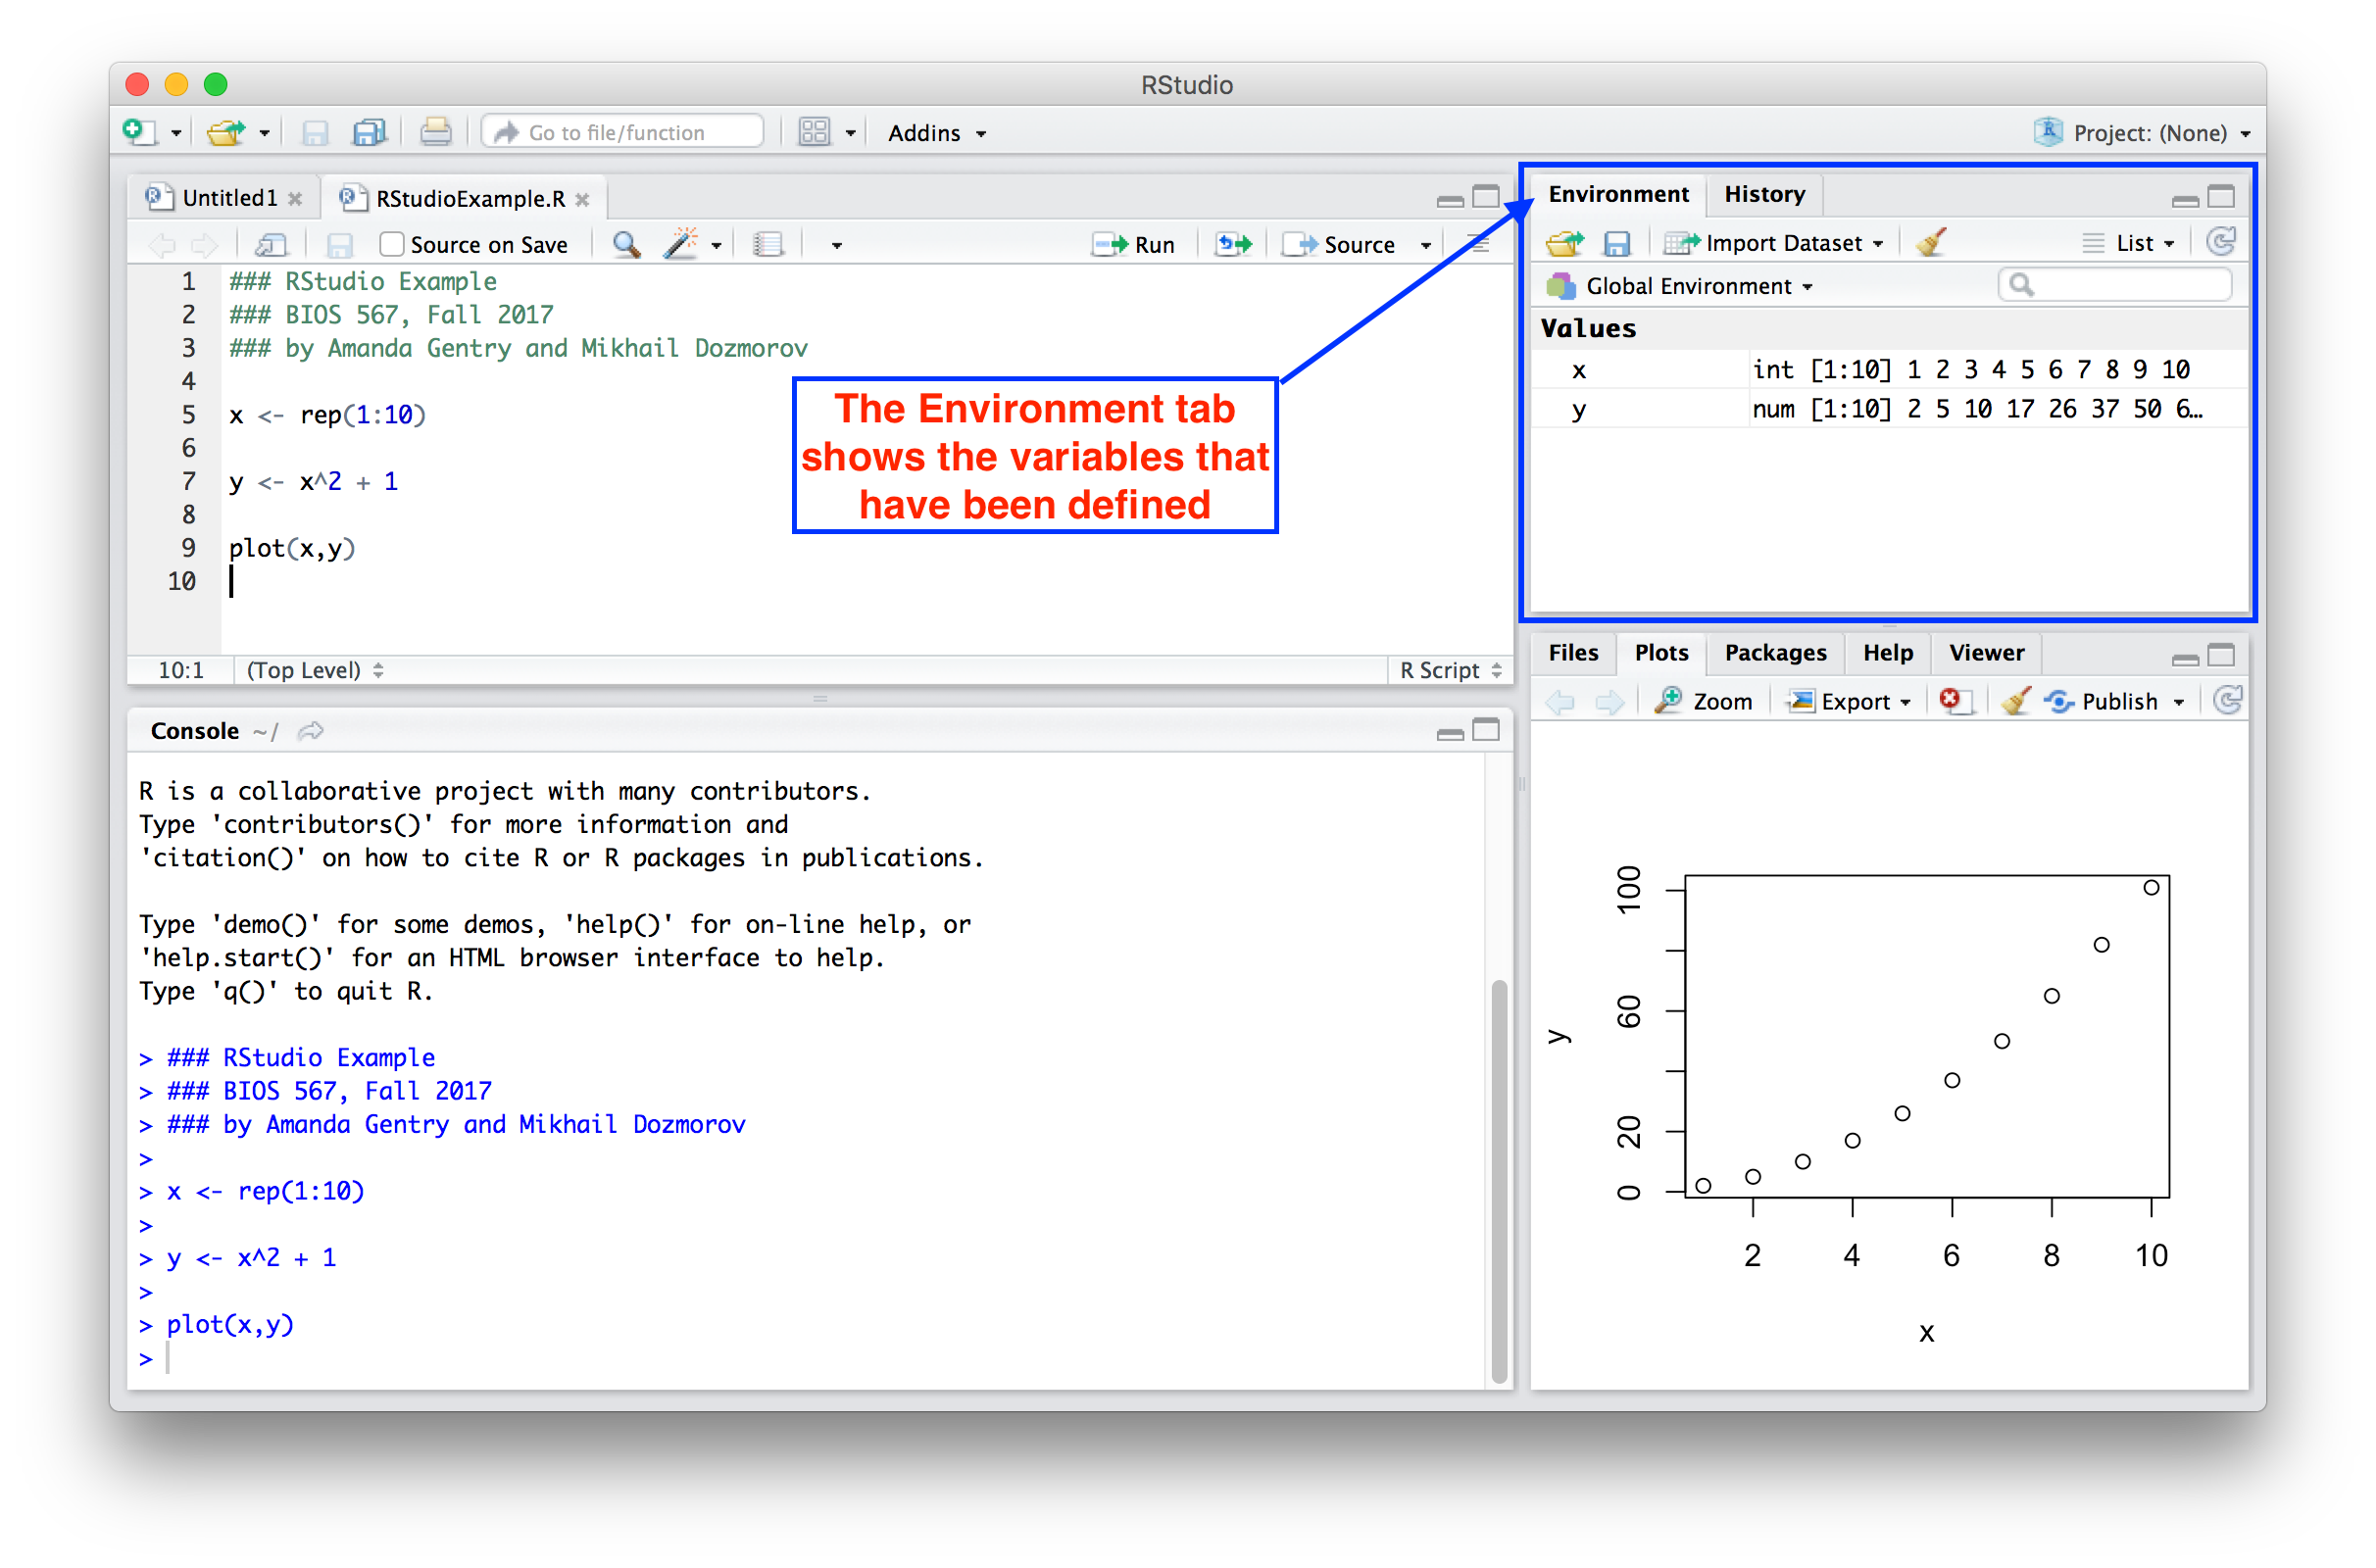 RStudio
Go to file/function
Addins
Project: (None)
Untitled1
RStudioExample.R
Source on Save
Run
Source
1 ### RStudio Example
2 ### BIOS 567, Fall 2017
3 ### by Amanda Gentry and Mikhail Dozmorov
4
5 x <- rep(1:10)
6
7 y <- x^2 + 1
8
9 plot(x,y)
10
10:1 (Top Level) R Script
The Environment tab
shows the variables that
have been defined
Environment History
Import Dataset List
Global Environment
Values
x int [1:10] 1 2 3 4 5 6 7 8 9 10
y num [1:10] 2 5 10 17 26 37 50 6…
Console ~/
R is a collaborative project with many contributors.
Type 'contributors()' for more information and
'citation()' on how to cite R or R packages in publications.
Type 'demo()' for some demos, 'help()' for on-line help, or
'help.start()' for an HTML browser interface to help.
Type 'q()' to quit R.
> ### RStudio Example
> ### BIOS 567, Fall 2017
> ### by Amanda Gentry and Mikhail Dozmorov
>
> x <- rep(1:10)
>
> y <- x^2 + 1
>
> plot(x,y)
>
Files Plots Packages Help Viewer
Zoom Export Publish
100
60
20
0
y
2 4 6 8 10
x